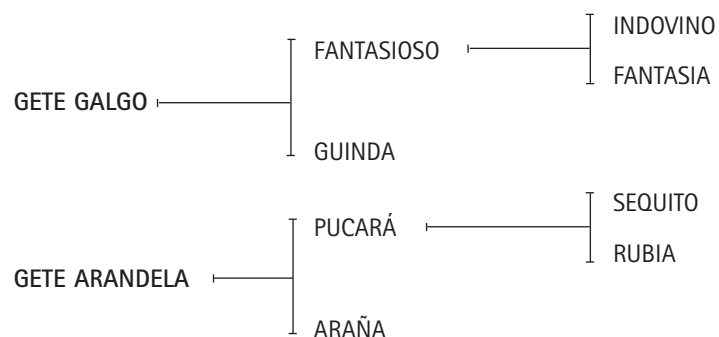 INDOVINO
FANTASIOSO
FANTASIA
GETE GALGO
GUINDA
SEQUITO
PUCARÁ
RUBIA
GETE ARANDELA
ARAÑA